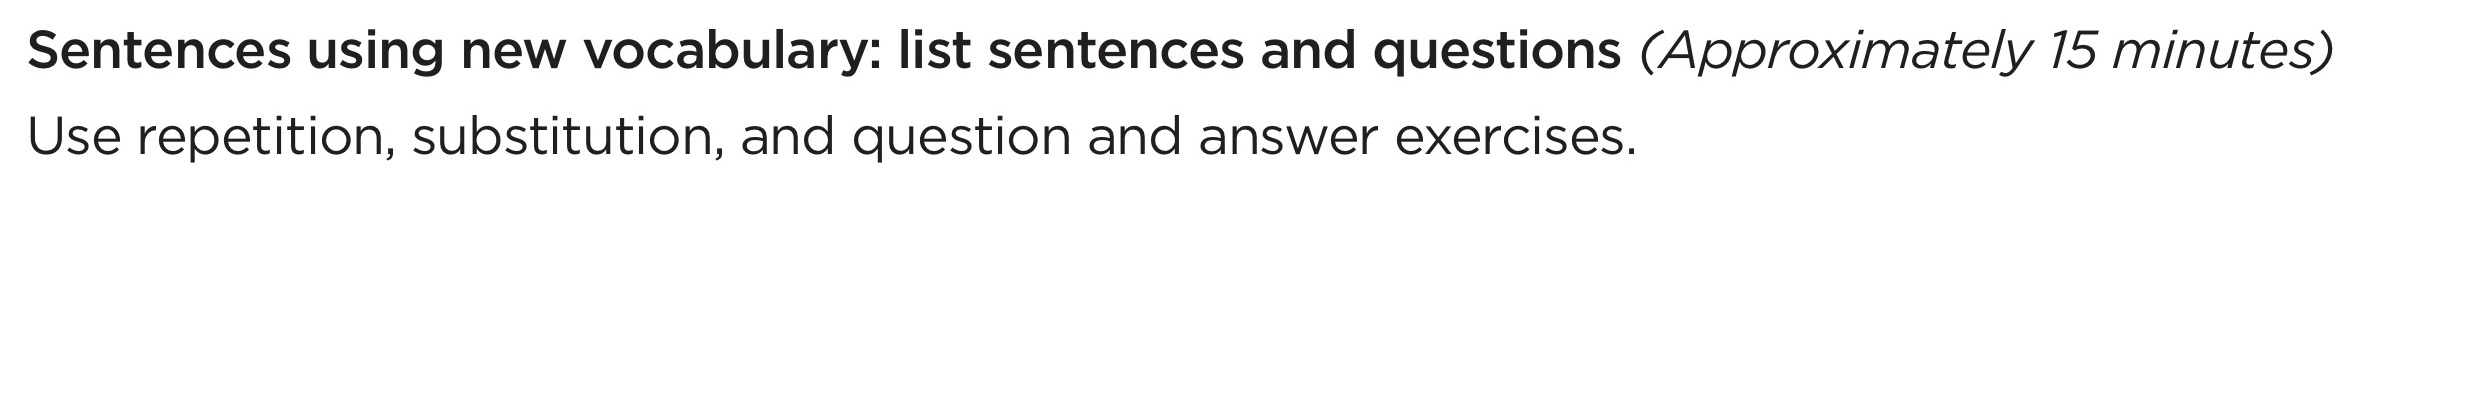 Sentences using new vocabulary: list sentences and questions (Approximately 15 minutes)
Use repetition, substitution, and question and answer exercises.